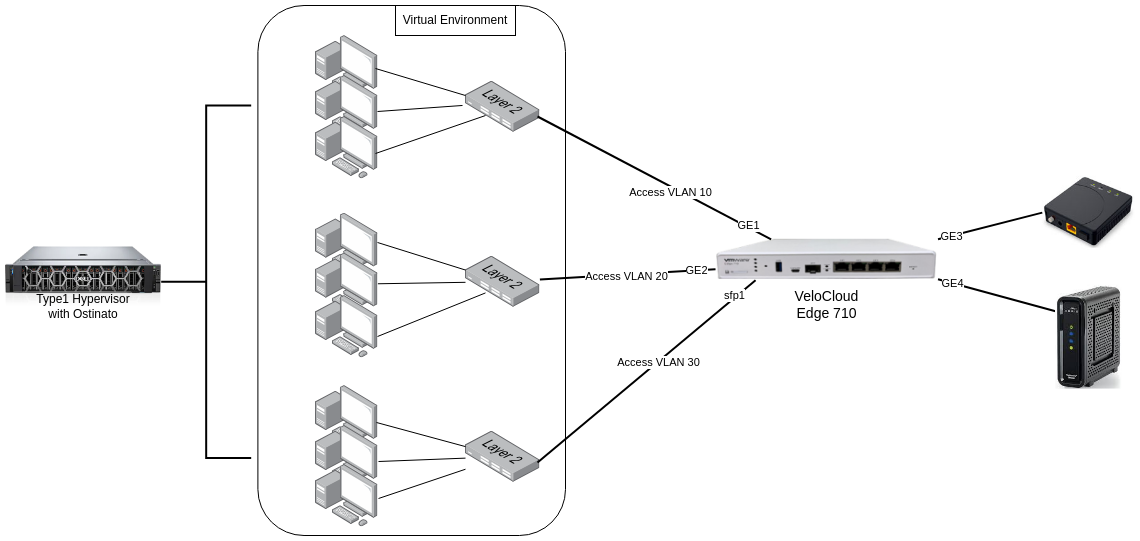 Virtual Environment
Layer 2
Access VLAN 10
GE1
GE3
Layer 2
Access VLAN 20
GE2
vmware
GE4
Type1 Hypervisor
with Ostinato
sfp1
VeloCloud
Edge 710
Access VLAN 30
Layer 2